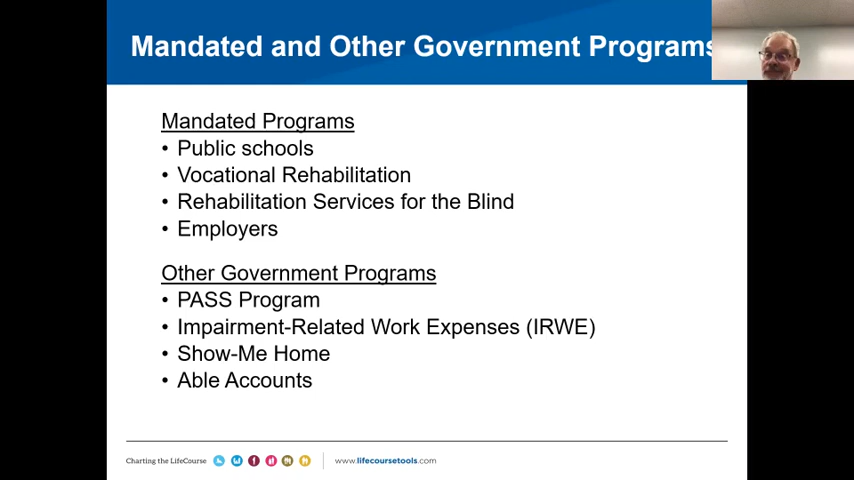 Mandated and Other Government Programs
Mandated Programs
• Public schools
• Vocational Rehabilitation
• Rehabilitation Services for the Blind
• Employers
Other Government Programs
• PASS Program
• Impairment-Related Work Expenses (IRWE)
• Show-Me Home
• Able Accounts
Charting the LifeCourse www.lifecoursetools.com